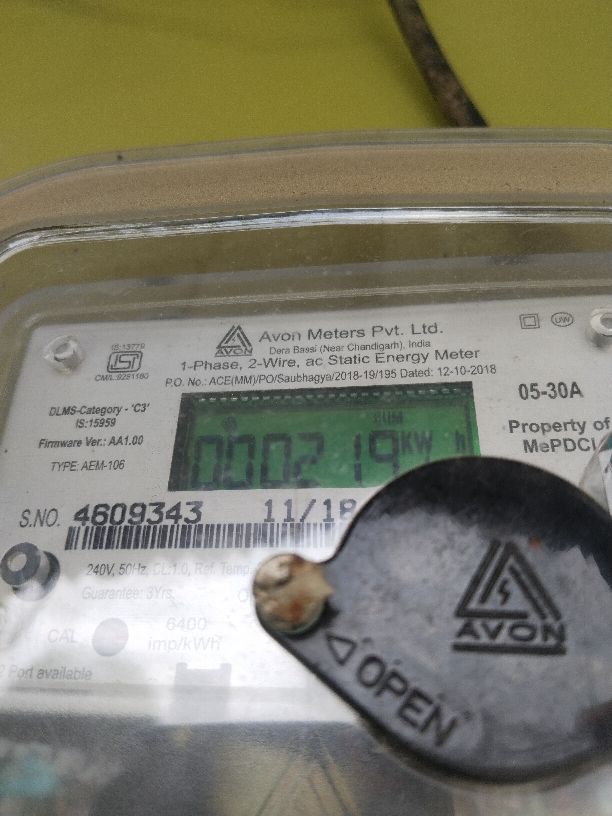 Avon Meters Pvt. Ltd.
AVON
Dera Bassi (Near Chandigarh), India
IS:13779
ISI
CM/L:9281160
1-Phase, 2-Wire, ac Static Energy Meter
P.O. No.: ACE(MM)/PO/Saubhagya/2018-19/195 Dated: 12-10-2018
05-30A
DLMS-Category - 'C3'
IS:15959
Firmware Ver.: AA1.00
TYPE: AEM-106
CUM
000219 KW h
Property of
MePDCL
S.NO. 4609343 11/18
240V, 50Hz, CL:1.0, Ref. Temp.
Guarantee: 3Yrs.
CAL
6400
imp/kWh
Port available
AVON
OPEN